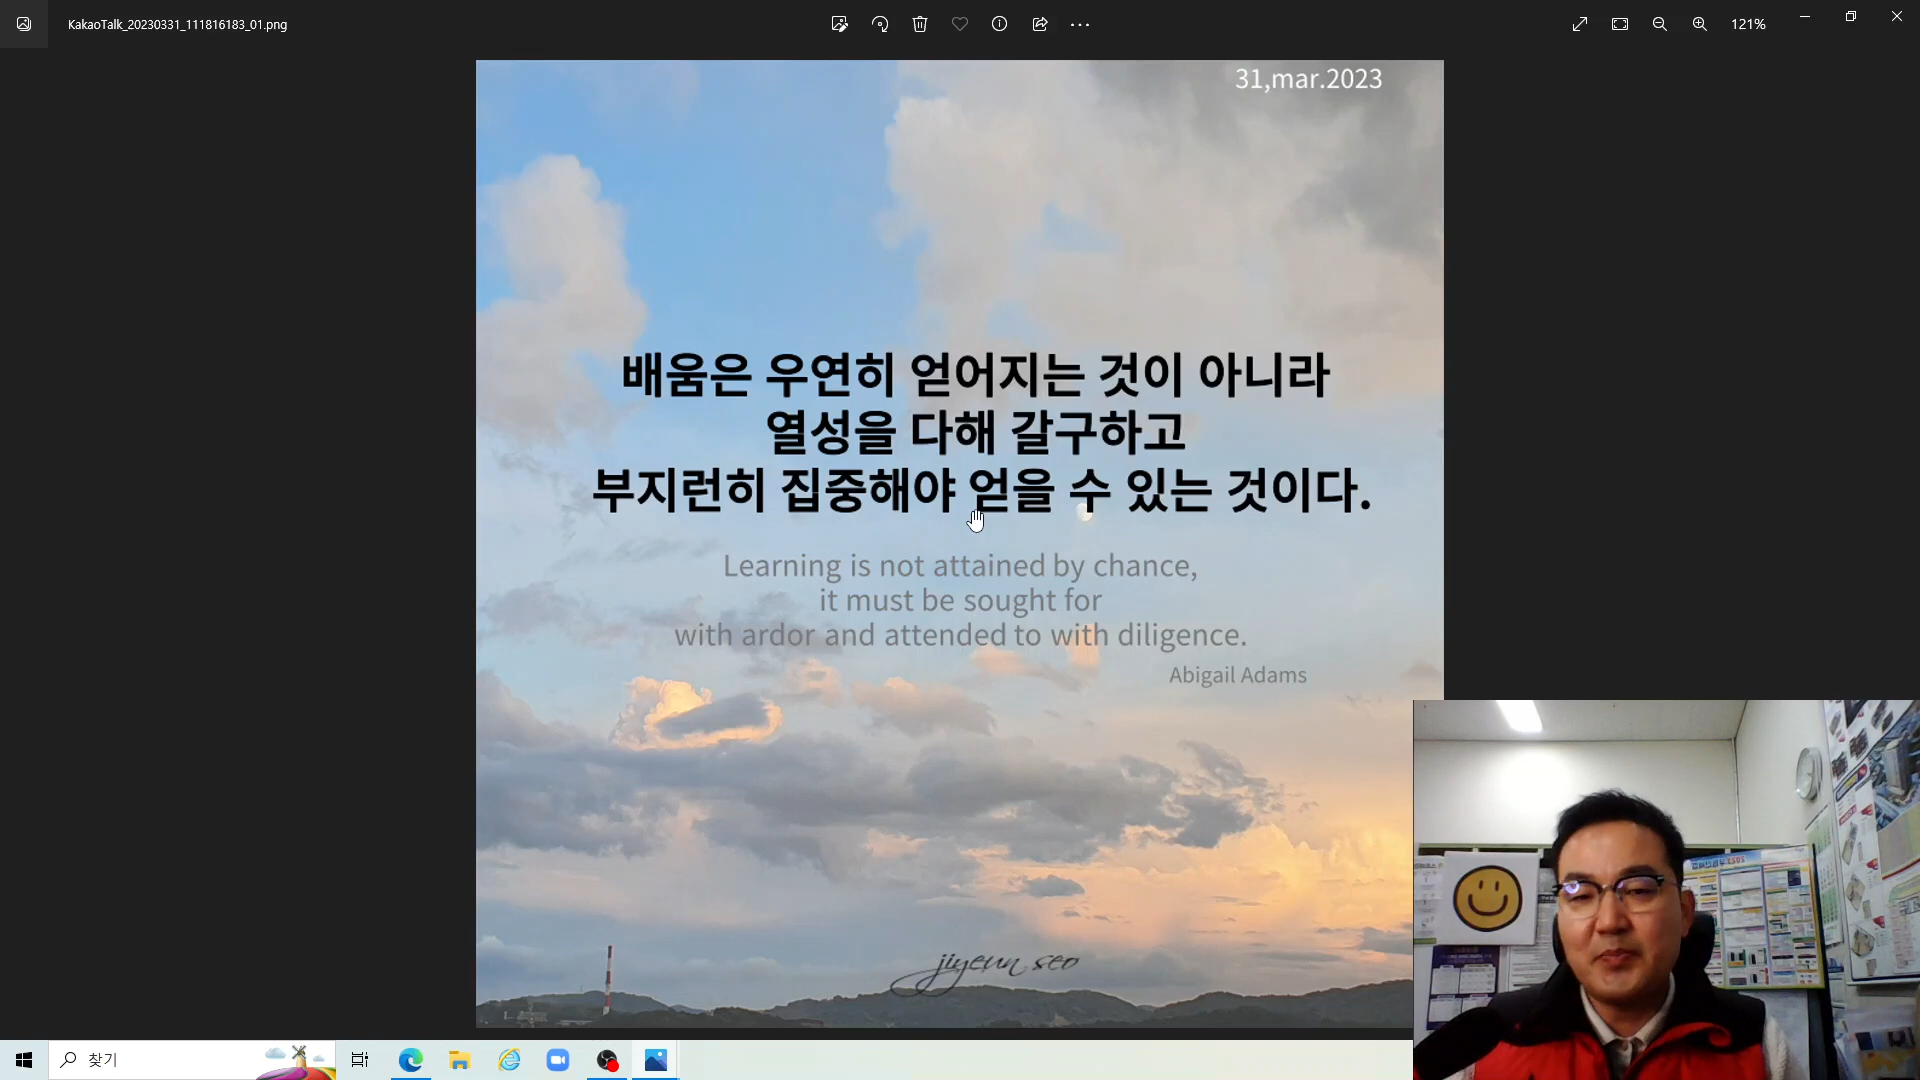 KakaoTalk_20230331_111816183_01.png
121%
31,mar.2023
배움은 우연히 얻어지는 것이 아니라
열성을 다해 갈구하고
부지런히 집중해야 얻을 수 있는 것이다.
Learning is not attained by chance,
it must be sought for
with ardor and attended to with diligence.
Abigail Adams
jiyeun seo
찾기